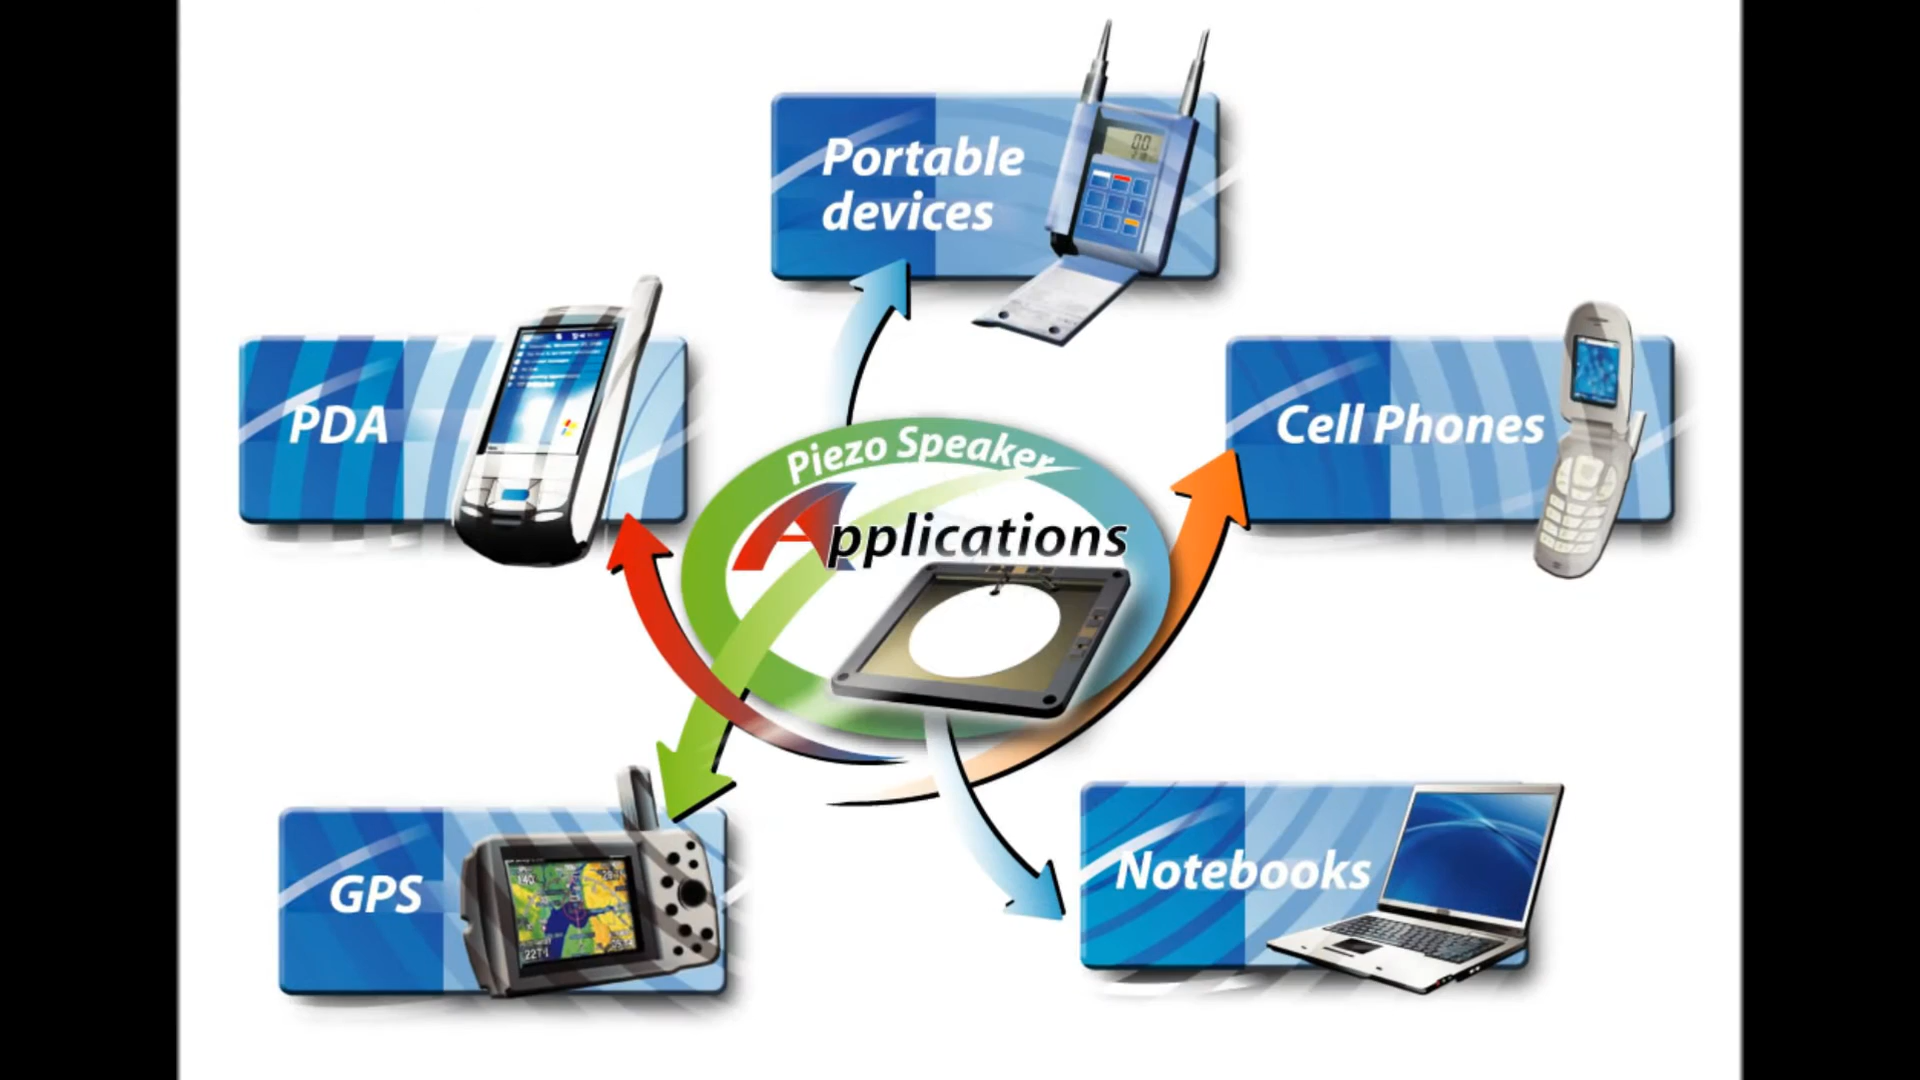 Portable
devices
PDA
Cell Phones
Piezo Speaker
Applications
GPS
Notebooks